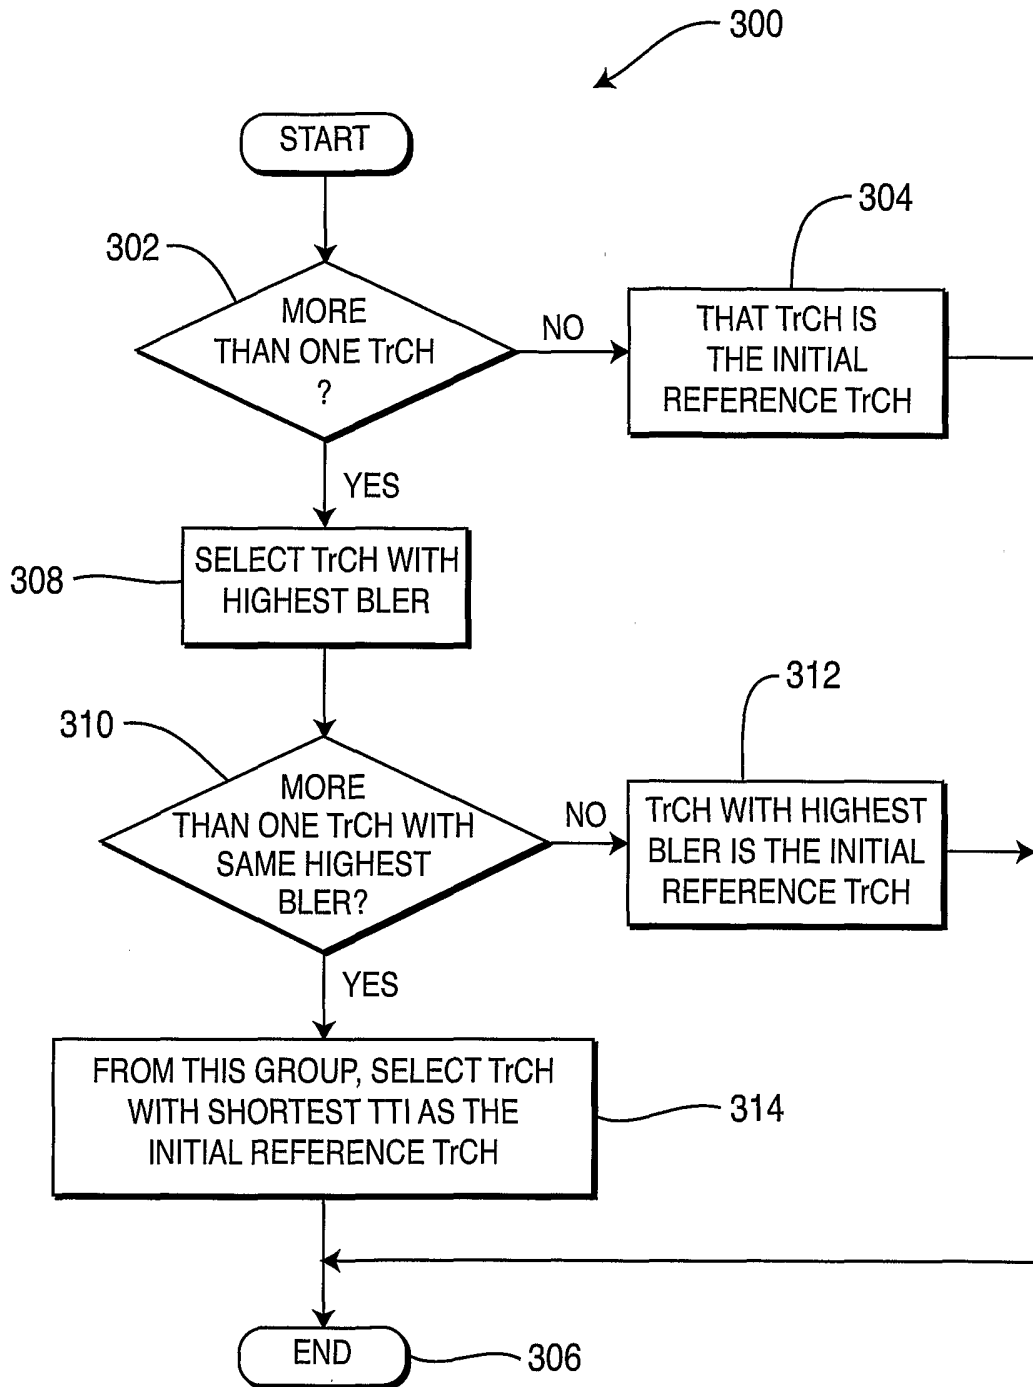 300
START
304
302
MORE
THAN ONE TrCH
?
NO
THAT TrCH IS
THE INITIAL
REFERENCE TrCH
YES
308
SELECT TrCH WITH
HIGHEST BLER
312
310
MORE
THAN ONE TrCH WITH
SAME HIGHEST
BLER?
NO
TrCH WITH HIGHEST
BLER IS THE INITIAL
REFERENCE TrCH
YES
FROM THIS GROUP, SELECT TrCH
WITH SHORTEST TTI AS THE
INITIAL REFERENCE TrCH
314
END
306